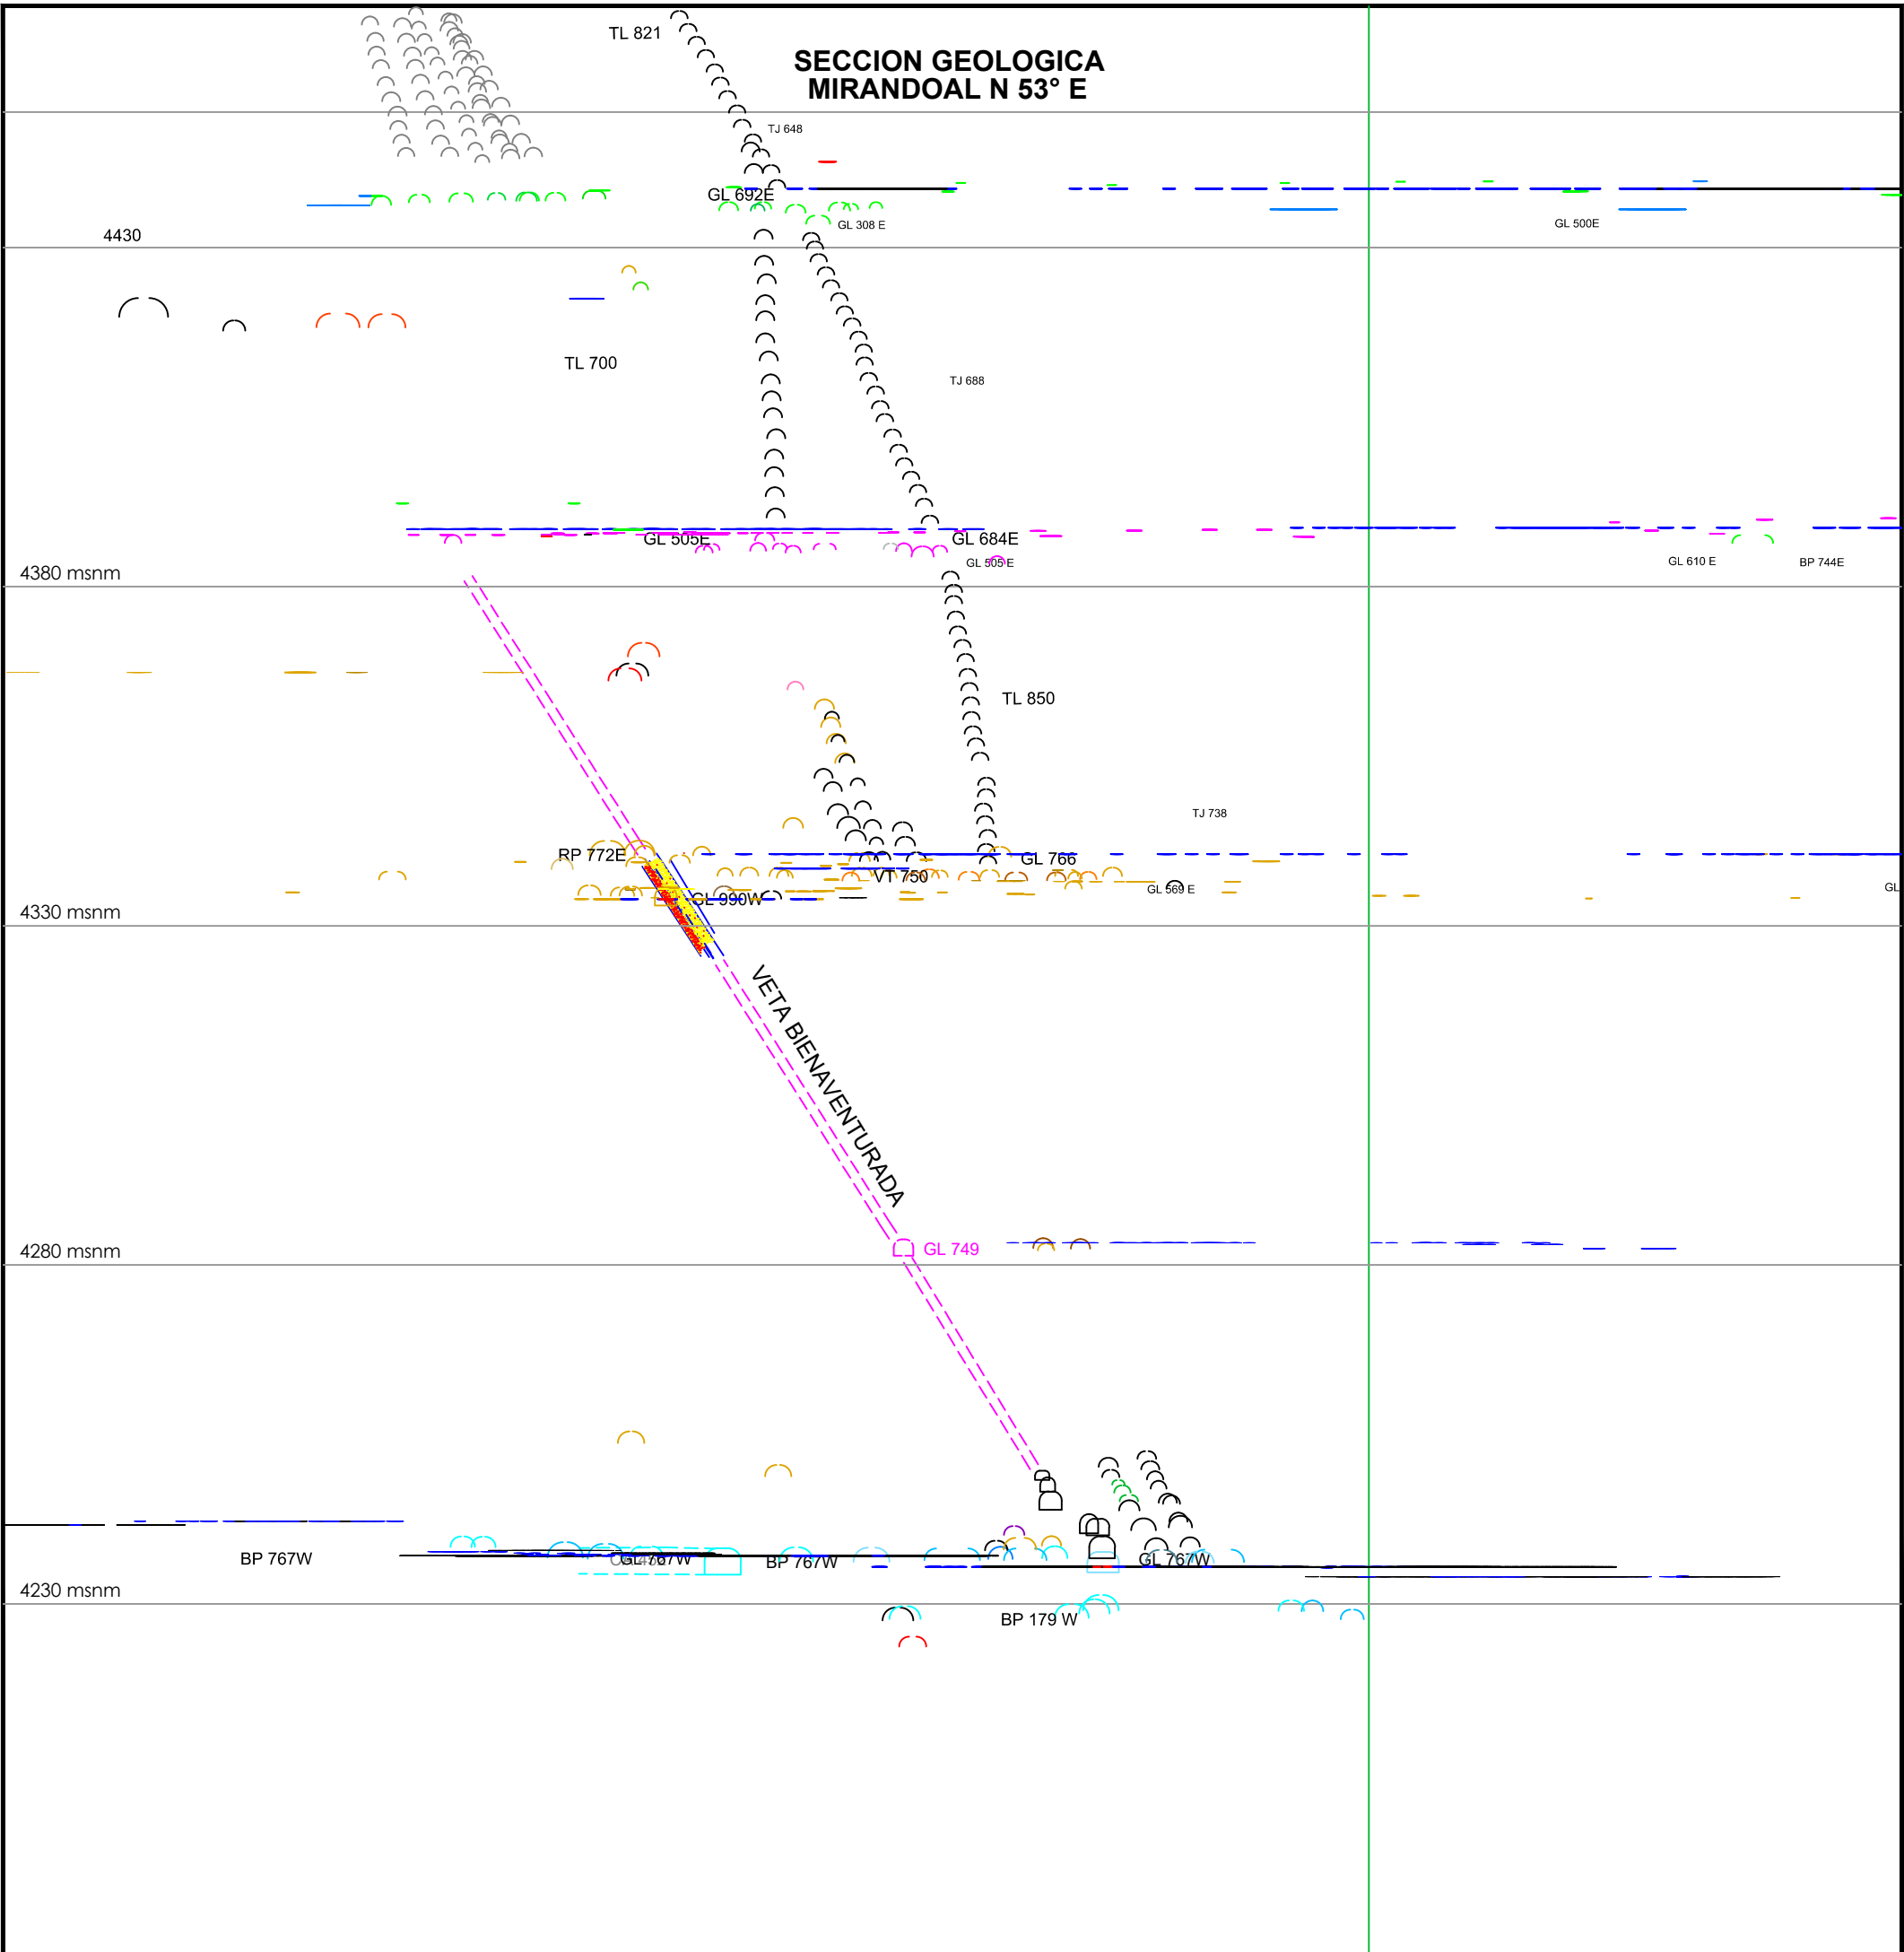 TL 821
SECCION GEOLOGICA
MIRANDOAL N 53° E
TJ 648
GL 692E
GL 308 E
GL 500E
4430
TL 700
TJ 688
GL 505E
GL 684E
GL 505 E
GL 610 E
BP 744E
4380 msnm
TL 850
TJ 738
RP 772E
GL 766
VT 750
GL 569 E
GL
GL 990W
4330 msnm
VETA BIENAVENTURADA
GL 749
4280 msnm
BP 767W
GL 767W
BP 767W
GL 767W
4230 msnm
BP 179 W